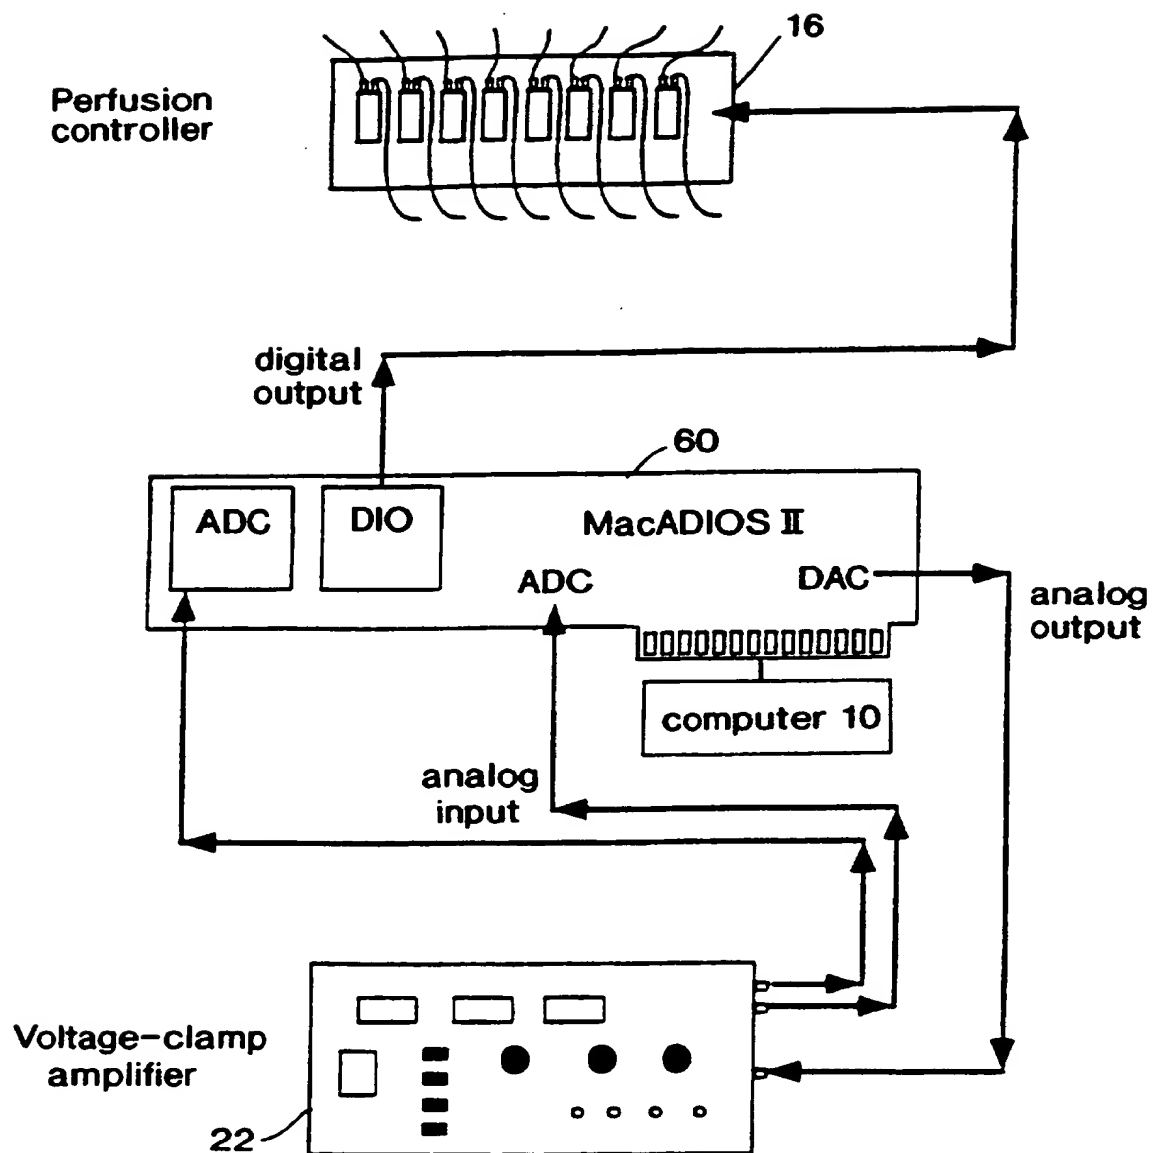 16
Perfusion
controller
digital
output
60
ADC
DIO
MacADIOS II
ADC
DAC
analog
output
computer 10
analog
input
Voltage-clamp
amplifier
22